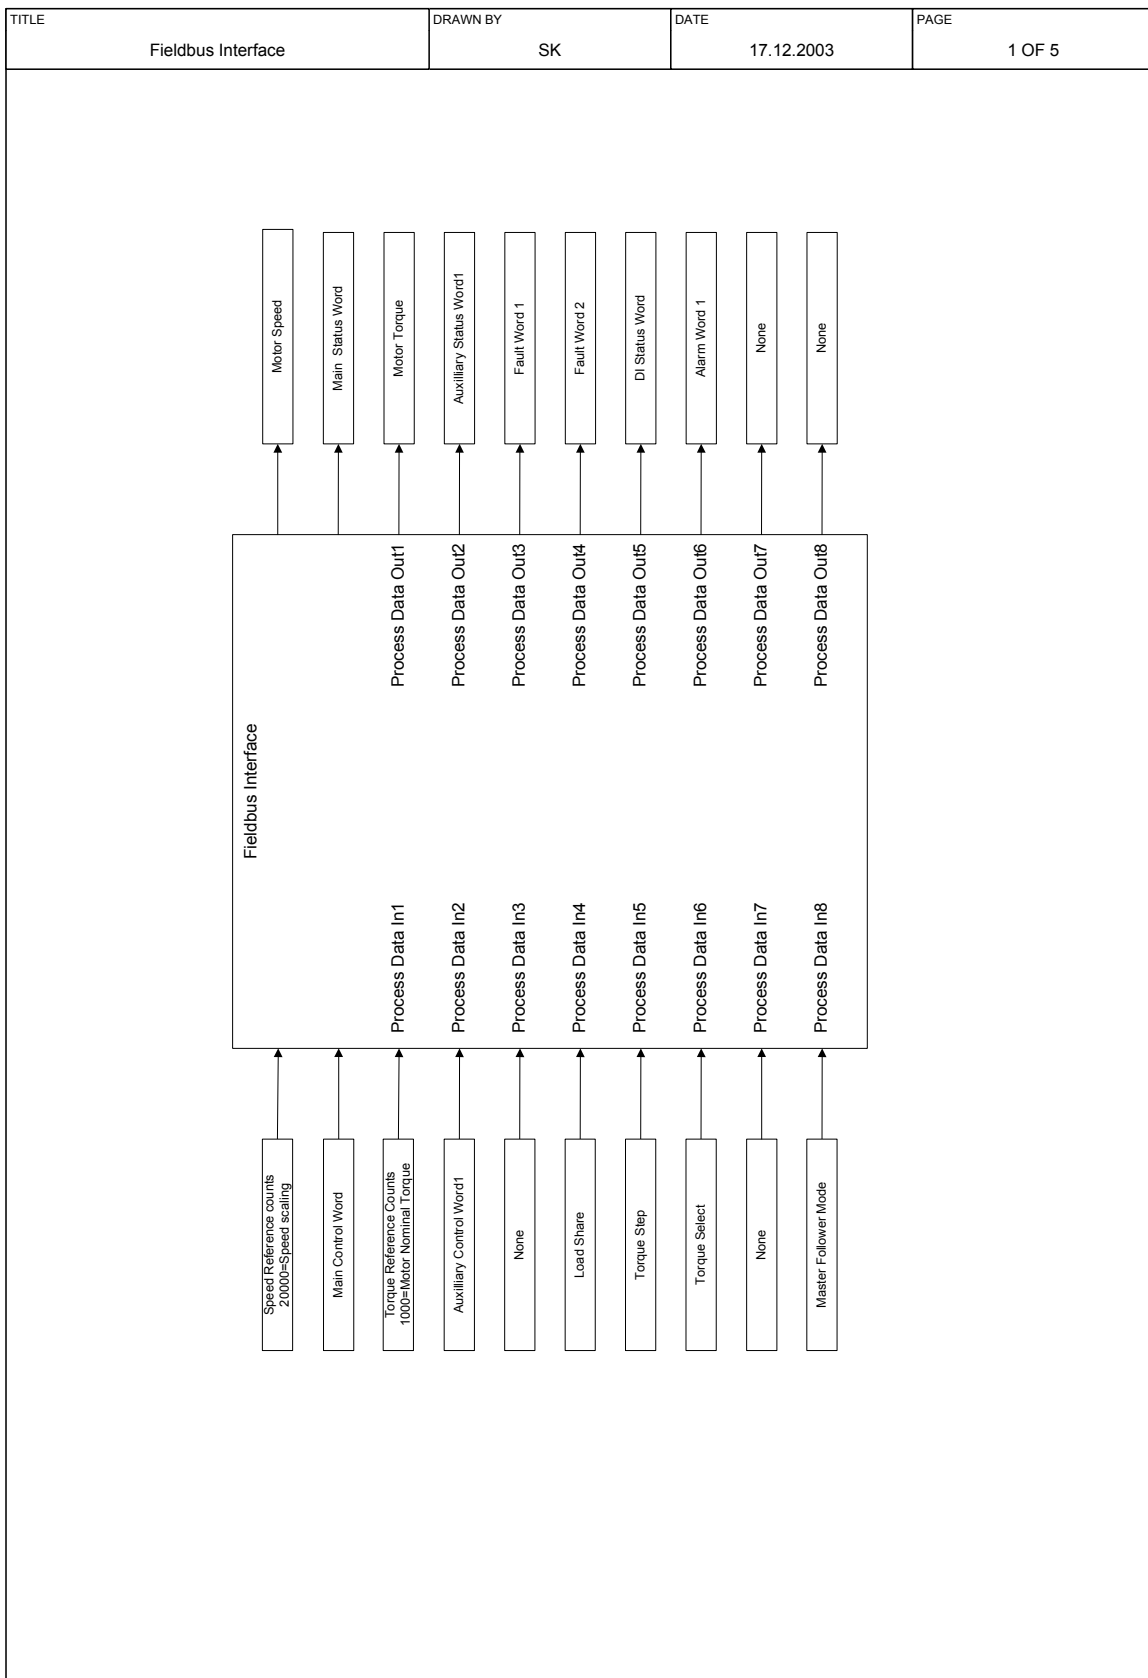 TITLE
Fieldbus Interface
DRAWN BY
SK
DATE
17.12.2003
PAGE
1 OF 5
Speed Reference counts
20000=Speed scaling
Main Control Word
Torque Reference Counts
1000=Motor Nominal Torque
Auxilliary Control Word1
None
Load Share
Torque Step
Torque Select
None
Master Follower Mode
Fieldbus Interface
Process Data In1
Process Data In2
Process Data In3
Process Data In4
Process Data In5
Process Data In6
Process Data In7
Process Data In8
Process Data Out1
Process Data Out2
Process Data Out3
Process Data Out4
Process Data Out5
Process Data Out6
Process Data Out7
Process Data Out8
Motor Speed
Main Status Word
Motor Torque
Auxilliary Status Word1
Fault Word 1
Fault Word 2
DI Status Word
Alarm Word 1
None
None